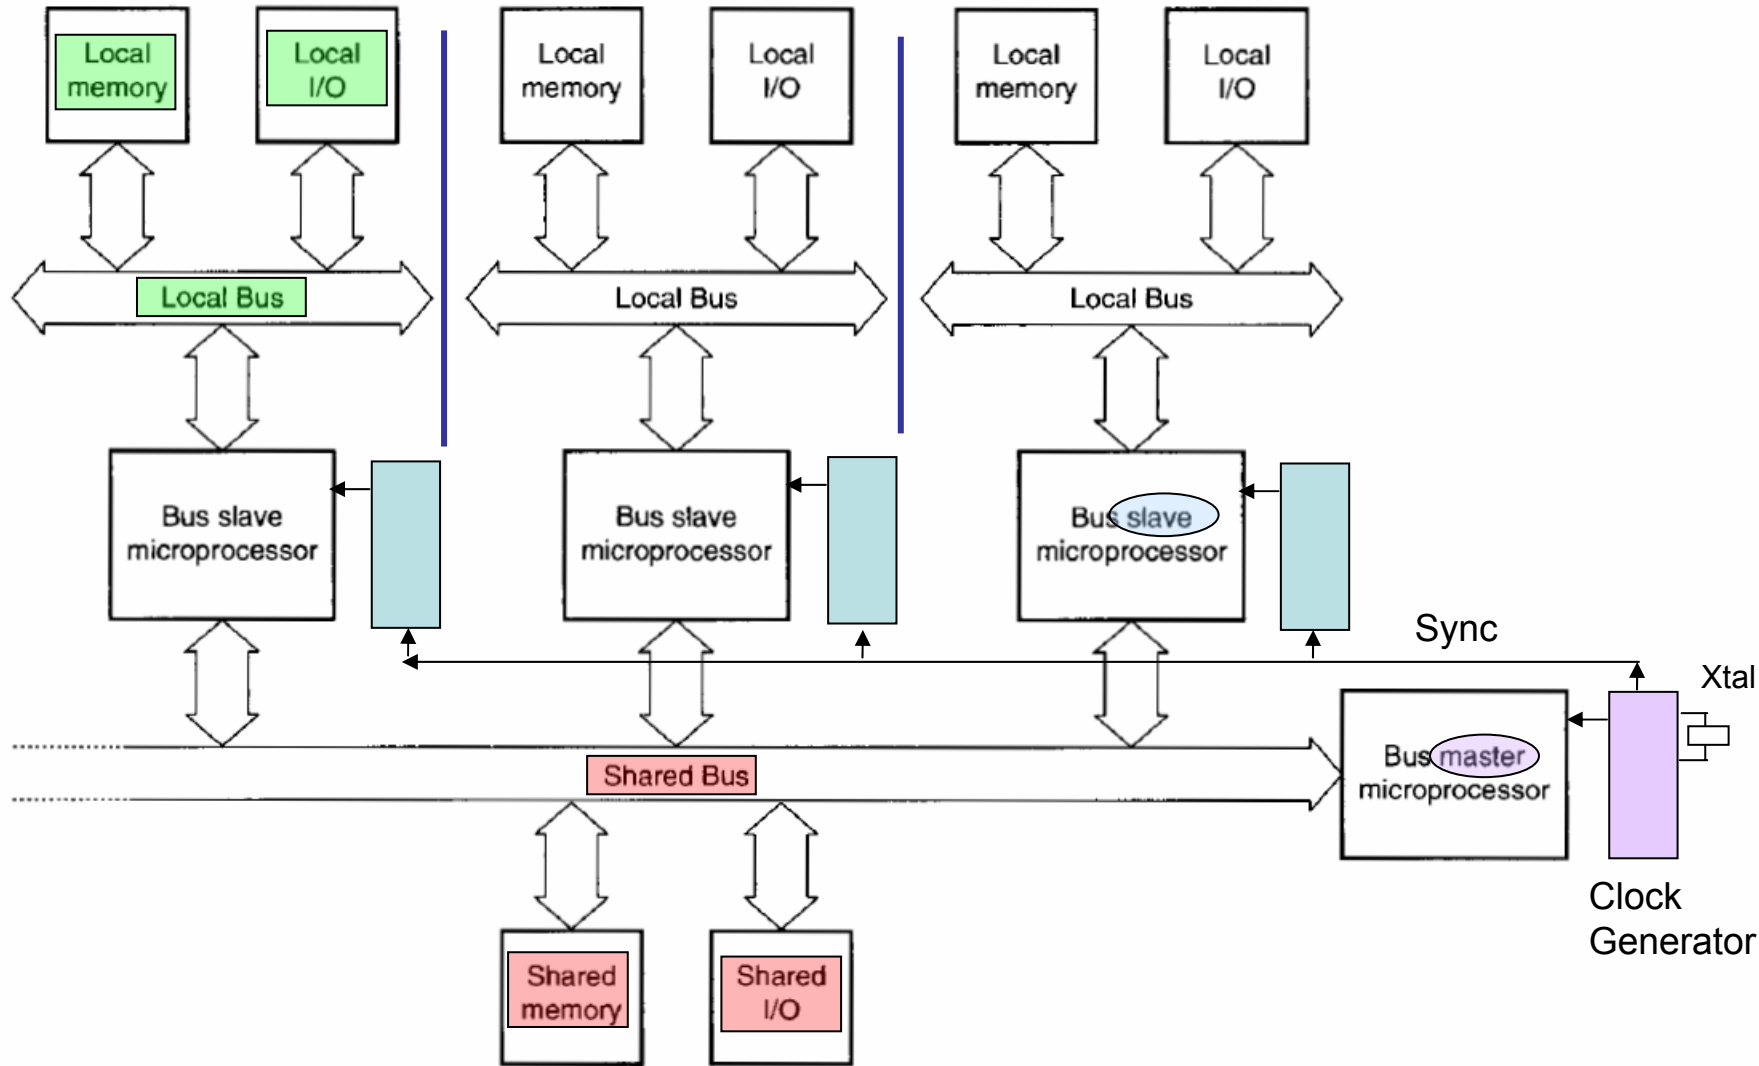 Local
memory
Local
I/O
Local
memory
Local
I/O
Local
memory
Local
I/O
Local Bus
Local Bus
Local Bus
Bus slave
microprocessor
Bus slave
microprocessor
Bus slave
microprocessor
Sync
Xtal
Shared Bus
Bus master
microprocessor
Clock
Generator
Shared
memory
Shared
I/O